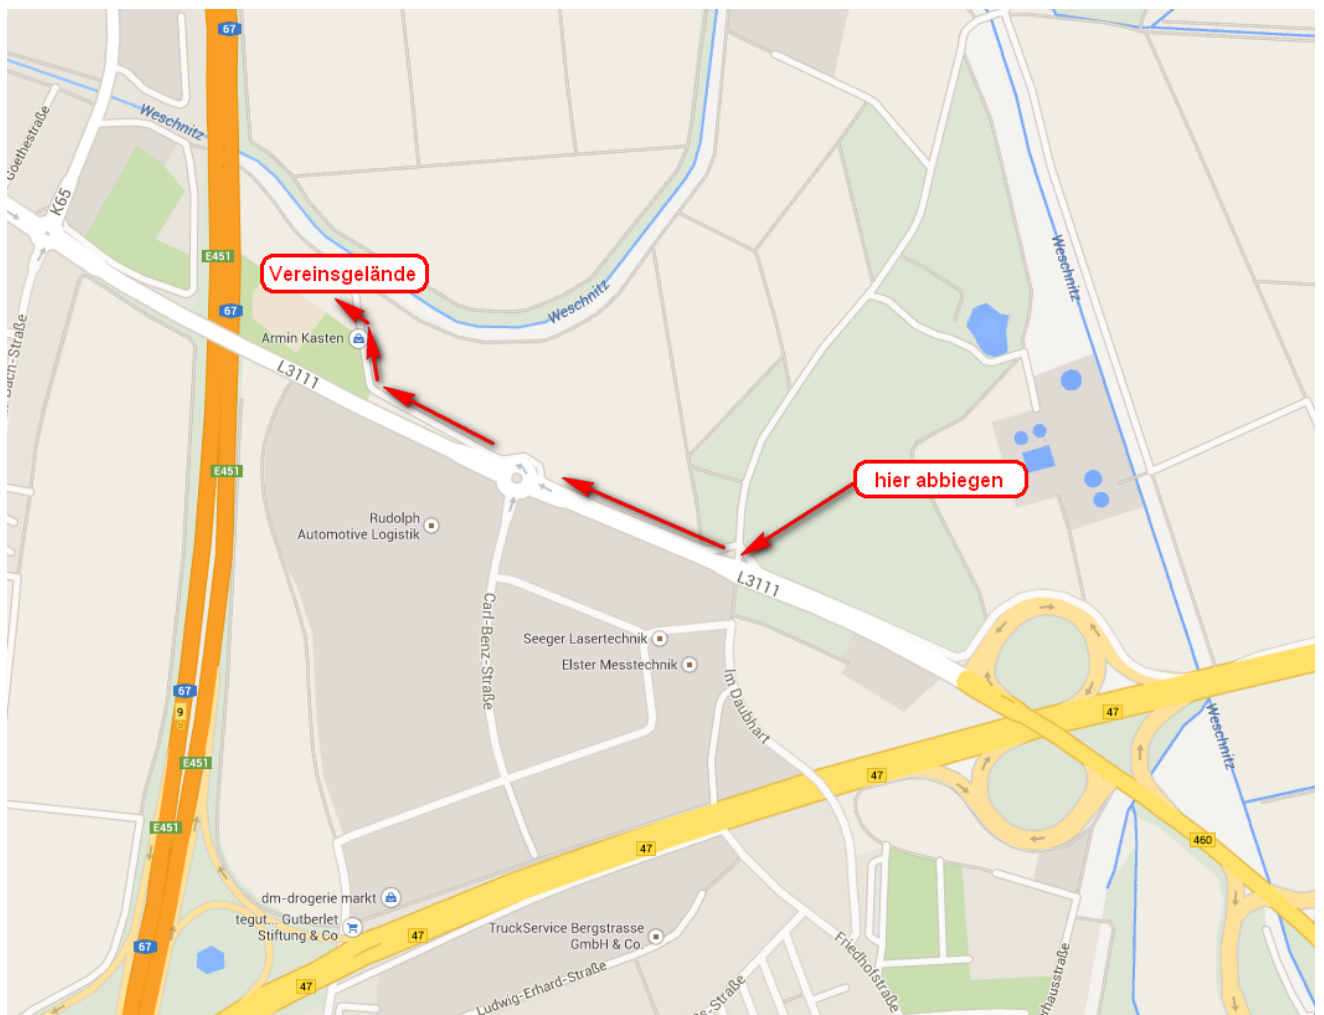 67
Weschnitz
Goethestraße
K65
E451
Vereinsgelände
67
Weschnitz
Weschnitz
Armin Kasten
L3111
E451
hier abbiegen
Rudolph
Automotive Logistik
L3111
Carl-Benz-Straße
Seeger Lasertechnik
Elster Messtechnik
Im Daubhart
67
9
47
Weschnitz
E451
47
E451
47
460
dm-drogerie markt
tegut... Gutberlet
Stiftung & Co
47
TruckService Bergstrasse
GmbH & Co.
67
47
Ludwig-Erhard-Straße
Friedhofstraße